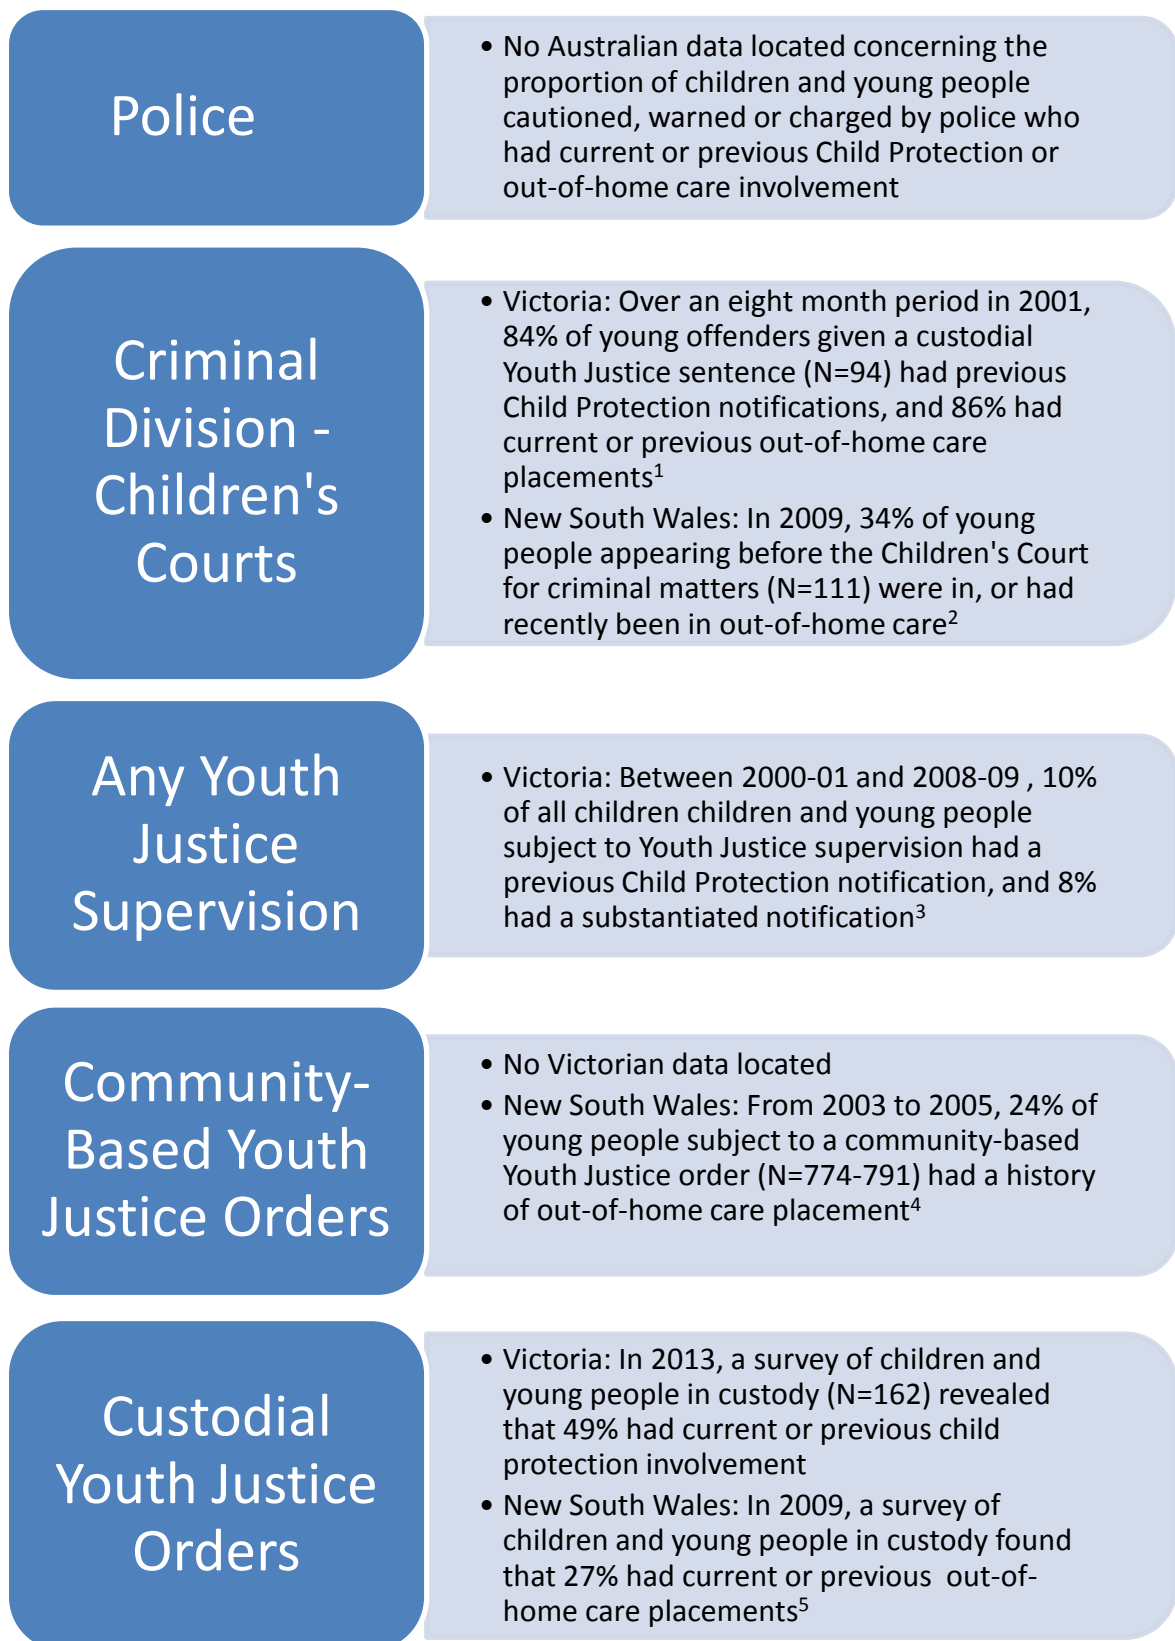 Police
• No Australian data located concerning the
proportion of children and young people
cautioned, warned or charged by police who
had current or previous Child Protection or
out-of-home care involvement
Criminal
Division -
Children's
Courts
• Victoria: Over an eight month period in 2001,
84% of young offenders given a custodial
Youth Justice sentence (N=94) had previous
Child Protection notifications, and 86% had
current or previous out-of-home care
placements¹
• New South Wales: In 2009, 34% of young
people appearing before the Children's Court
for criminal matters (N=111) were in, or had
recently been in out-of-home care²
Any Youth
Justice
Supervision
• Victoria: Between 2000-01 and 2008-09 , 10%
of all children children and young people
subject to Youth Justice supervision had a
previous Child Protection notification, and 8%
had a substantiated notification³
Community-
Based Youth
Justice Orders
• No Victorian data located
• New South Wales: From 2003 to 2005, 24% of
young people subject to a community-based
Youth Justice order (N=774-791) had a history
of out-of-home care placement⁴
Custodial
Youth Justice
Orders
• Victoria: In 2013, a survey of children and
young people in custody (N=162) revealed
that 49% had current or previous child
protection involvement
• New South Wales: In 2009, a survey of
children and young people in custody found
that 27% had current or previous out-of-
home care placements⁵